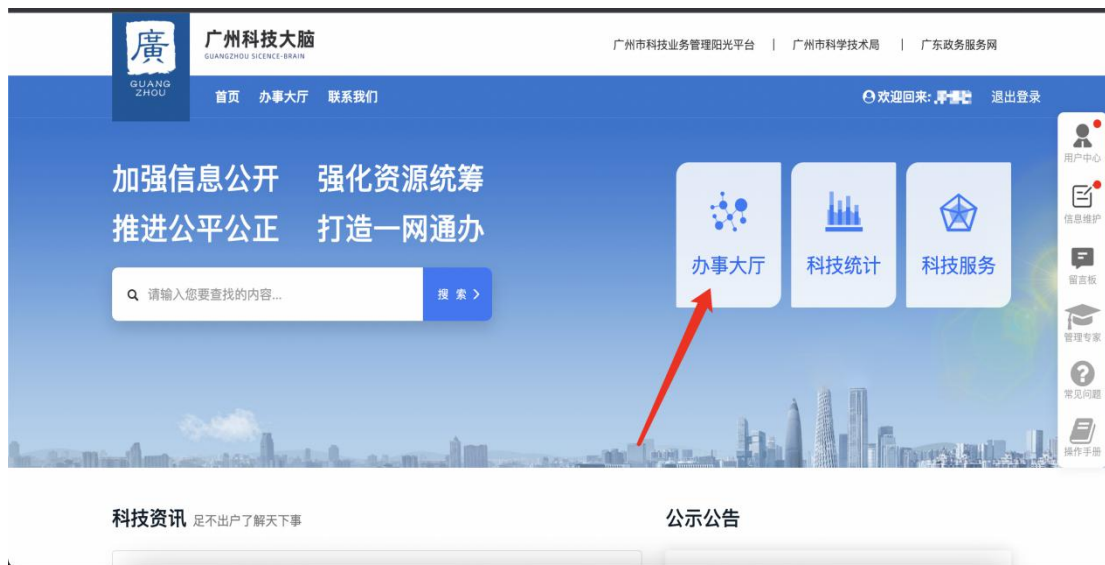 廣
GUANG
ZHOU
广州科技大脑
GUANGZHOU SICENCE-BRAIN
广州市科技业务管理阳光平台 | 广州市科学技术局 | 广东政务服务网
首页 办事大厅 联系我们
欢迎回来:
退出登录
加强信息公开 强化资源统筹
推进公平公正 打造一网通办
请输入您要查找的内容...
搜 索
办事大厅
科技统计
科技服务
用户中心
信息维护
留言板
管理专家
常见问题
操作手册
科技资讯 足不出户了解天下事
公示公告